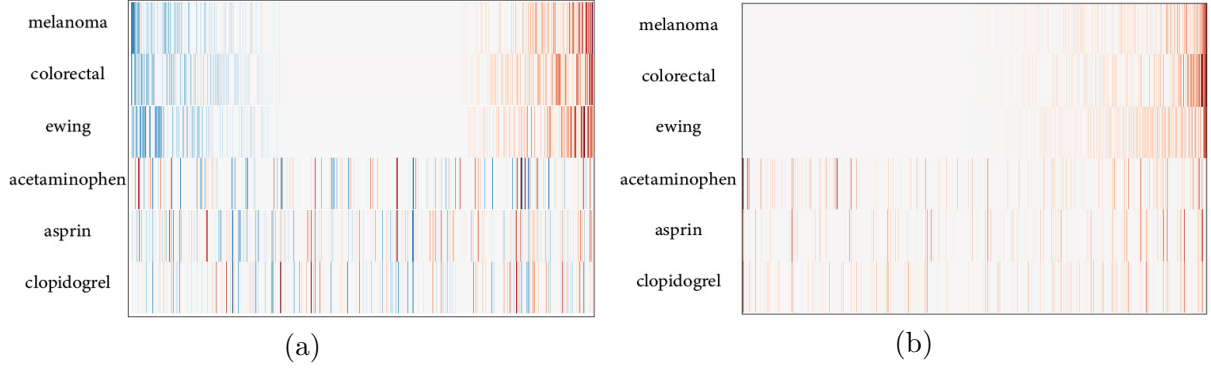 melanoma
colorectal
ewing
acetaminophen
asprin
clopidogrel
(a)
melanoma
colorectal
ewing
acetaminophen
asprin
clopidogrel
(b)